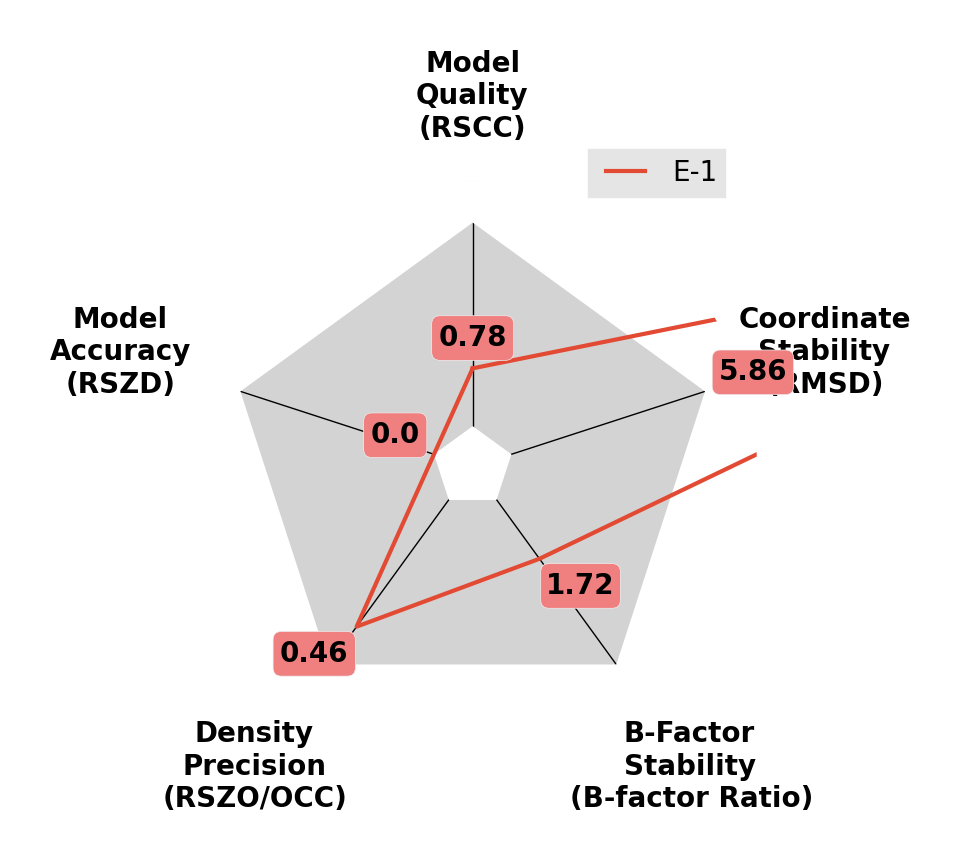 Model
Quality
(RSCC)
E-1
Model
Accuracy
(RSZD)
Coordinate
Stability
(RMSD)
0.78
5.86
0.0
1.72
0.46
Density
Precision
(RSZO/OCC)
B-Factor
Stability
(B-factor Ratio)